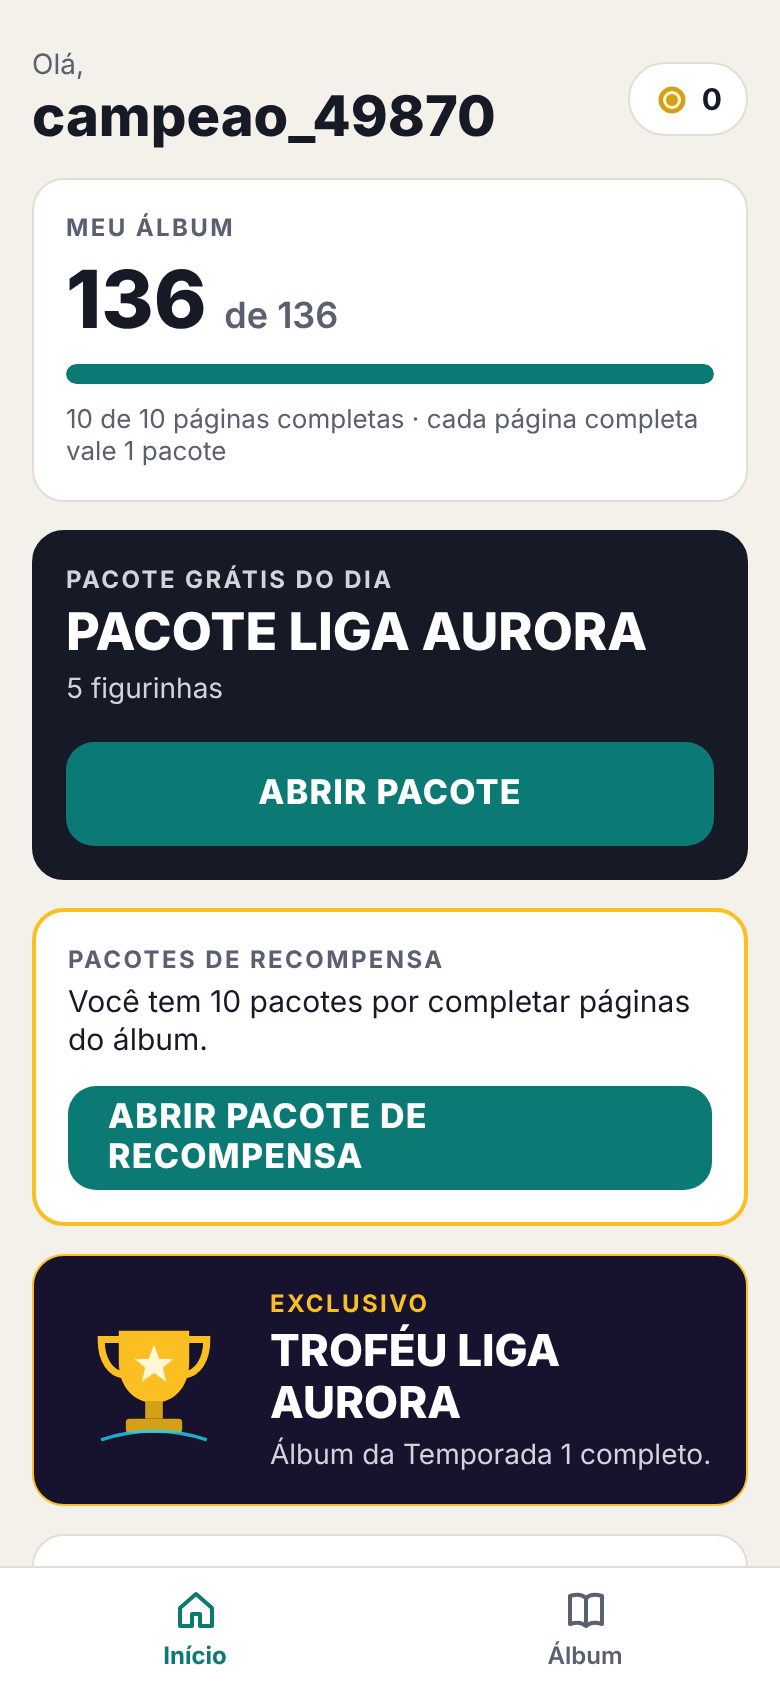 Olá,
campeao_49870
0
MEU ÁLBUM
136 de 136
10 de 10 páginas completas · cada página completa
vale 1 pacote
PACOTE GRÁTIS DO DIA
PACOTE LIGA AURORA
5 figurinhas
ABRIR PACOTE
PACOTES DE RECOMPENSA
Você tem 10 pacotes por completar páginas
do álbum.
ABRIR PACOTE DE
RECOMPENSA
EXCLUSIVO
TROFÉU LIGA
AURORA
Álbum da Temporada 1 completo.
Início
Álbum